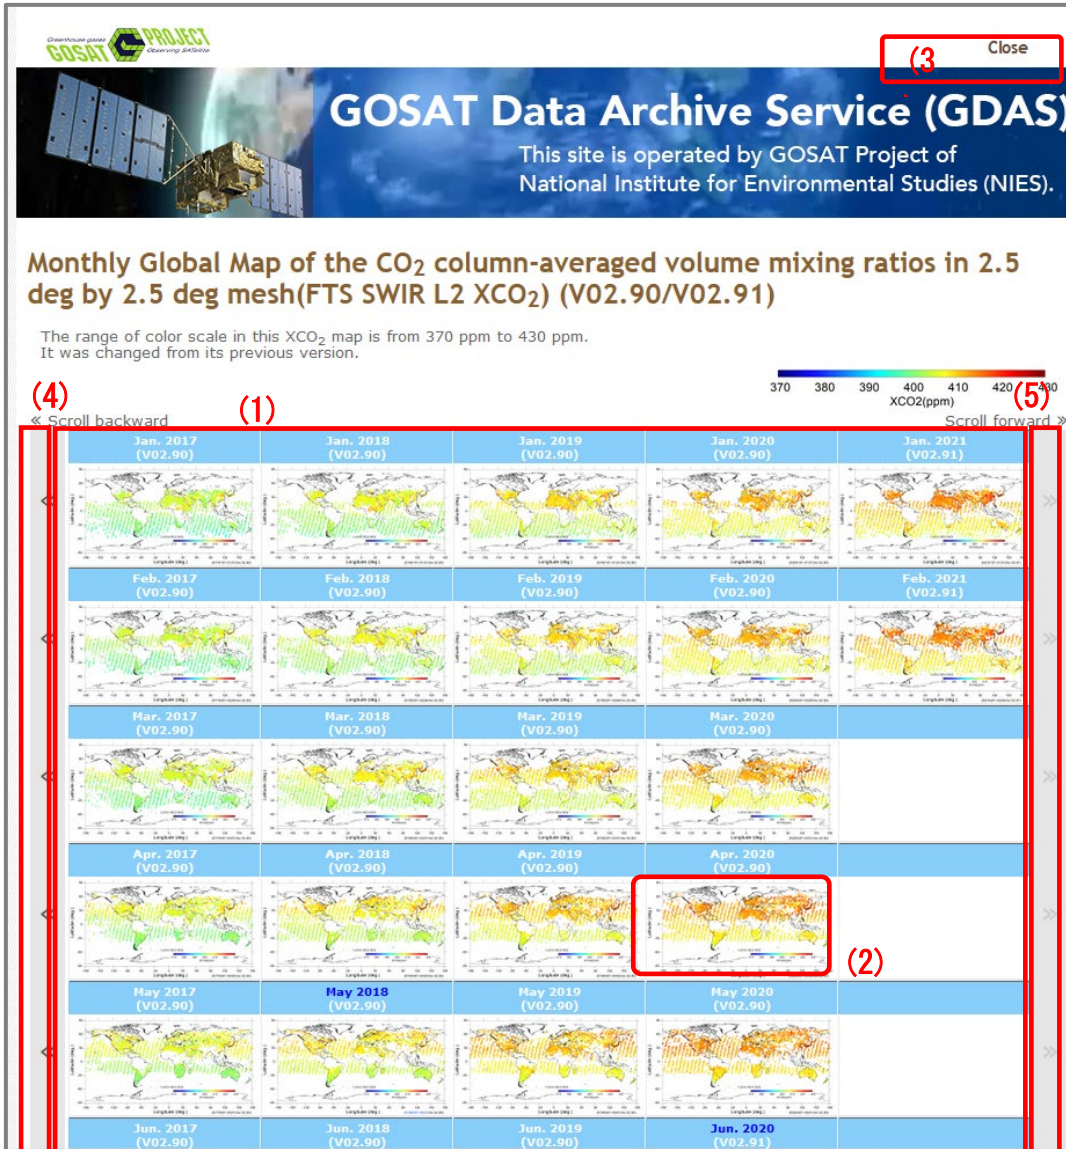 Greenhouse gases
GOSAT
PROJECT
Observing SATellite
(3
Close
GOSAT Data Archive Service (GDAS)
This site is operated by GOSAT Project of
National Institute for Environmental Studies (NIES).
Monthly Global Map of the CO2 column-averaged volume mixing ratios in 2.5
deg by 2.5 deg mesh(FTS SWIR L2 XCO2) (V02.90/V02.91)
The range of color scale in this XCO2 map is from 370 ppm to 430 ppm.
It was changed from its previous version.
370 380 390 400 410 420 430
XCO2(ppm)
(4) (1) (5)
« Scroll backward Scroll forward »
Jan. 2017 Jan. 2018 Jan. 2019 Jan. 2020 Jan. 2021
(V02.90) (V02.90) (V02.90) (V02.90) (V02.91)
Feb. 2017 Feb. 2018 Feb. 2019 Feb. 2020 Feb. 2021
(V02.90) (V02.90) (V02.90) (V02.90) (V02.91)
Mar. 2017 Mar. 2018 Mar. 2019 Mar. 2020
(V02.90) (V02.90) (V02.90) (V02.90)
Apr. 2017 Apr. 2018 Apr. 2019 Apr. 2020
(V02.90) (V02.90) (V02.90) (V02.90)
(2)
May 2017 May 2018 May 2019 May 2020
(V02.90) (V02.90) (V02.90) (V02.90)
Jun. 2017 Jun. 2018 Jun. 2019 Jun. 2020
(V02.90) (V02.90) (V02.90) (V02.91)